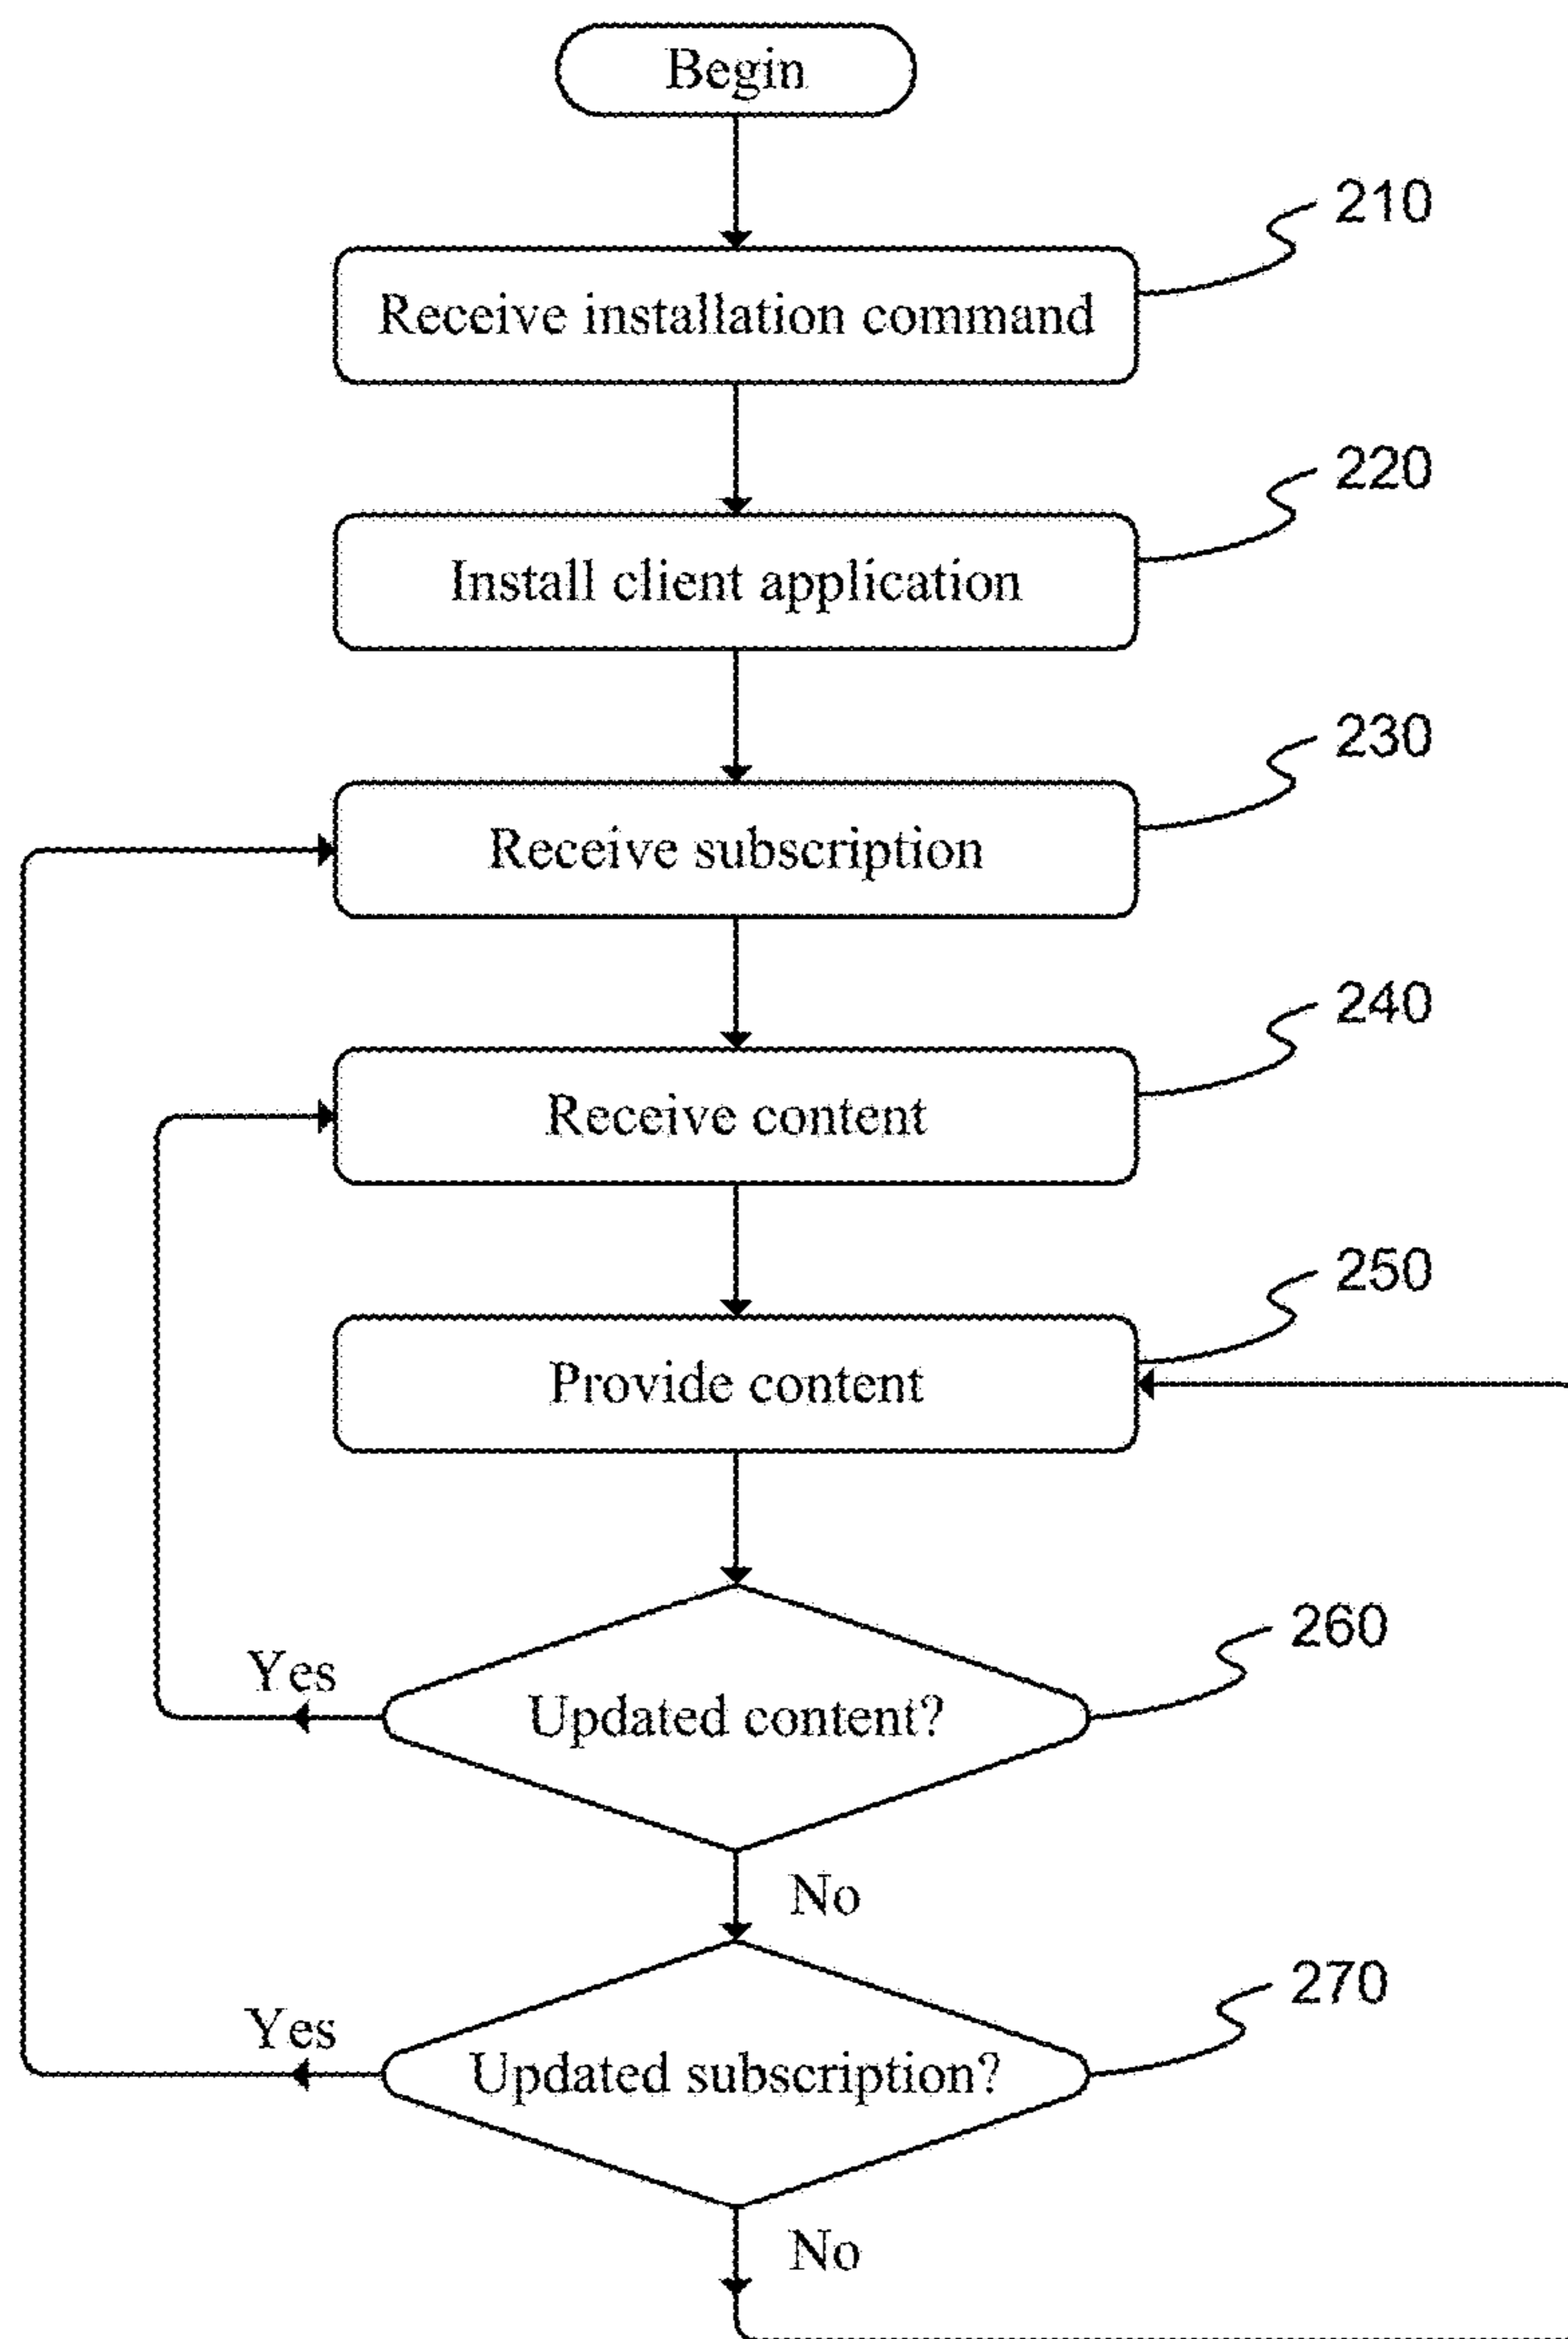 Begin
210
Receive installation command
220
Install client application
230
Receive subscription
240
Receive content
250
Provide content
260
Yes
Updated content?
No
270
Yes
Updated subscription?
No